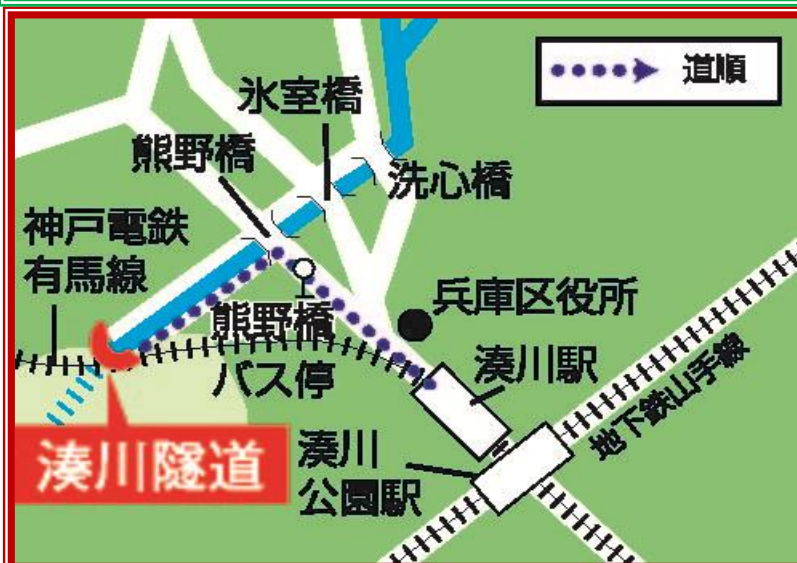 道順
氷室橋
熊野橋
洗心橋
神戸電鉄
有馬線
兵庫区役所
熊野橋
バス停
湊川駅
地下鉄山手線
湊川隧道
湊川
公園駅